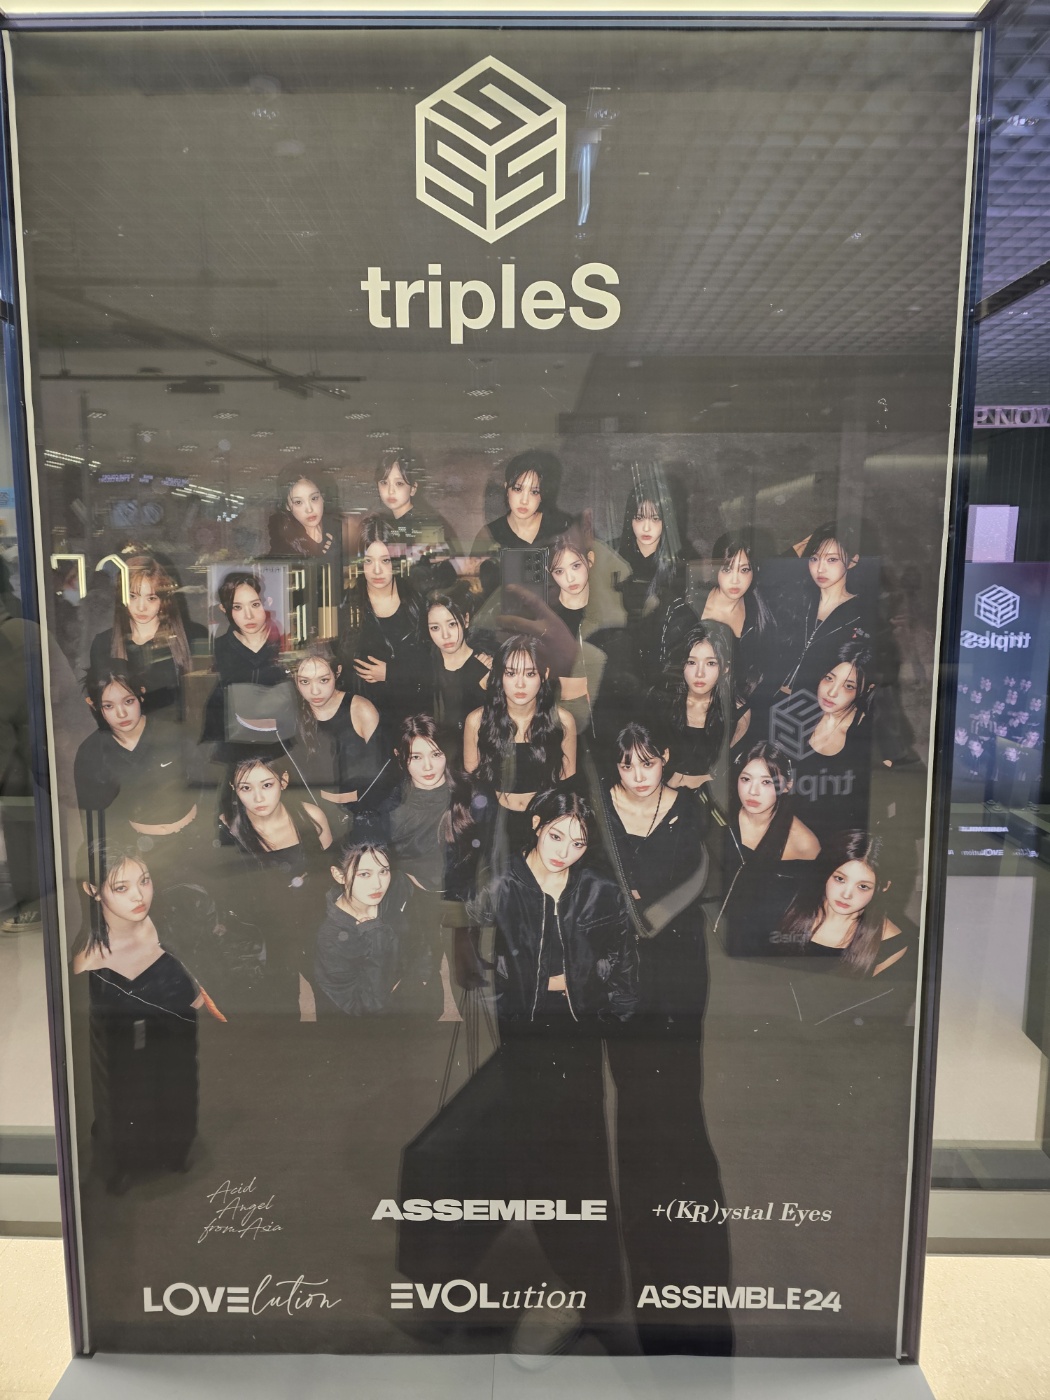 tripleS
Acid
Angel
from Asia
ASSEMBLE
+(KR)ystal Eyes
LOVElution
EVOLution
ASSEMBLE24